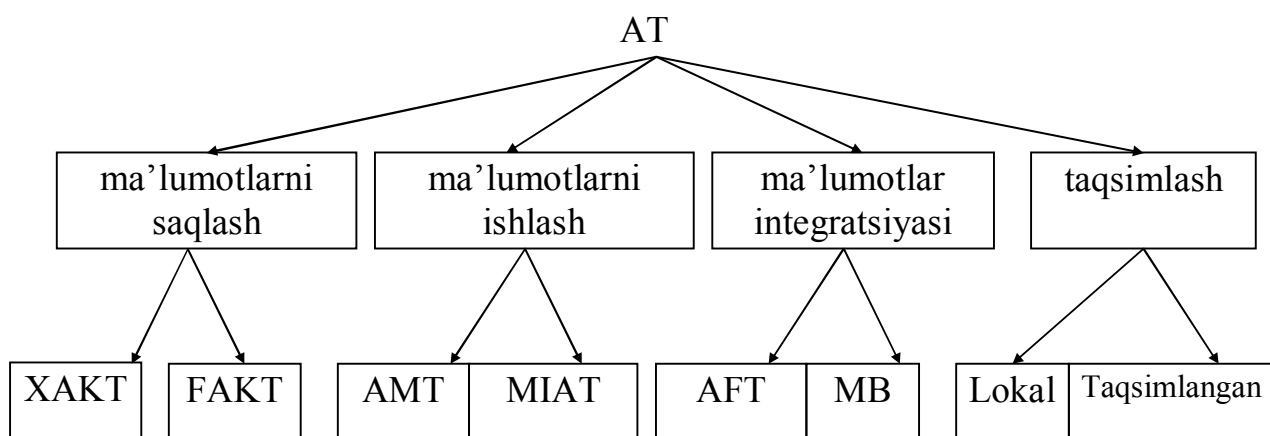 AT
ma’lumotlarni
saqlash
ma’lumotlarni
ishlash
ma’lumotlar
integratsiyasi
taqsimlash
XAKT
FAKT
AMT
MIAT
AFT
MB
Lokal
Taqsimlangan